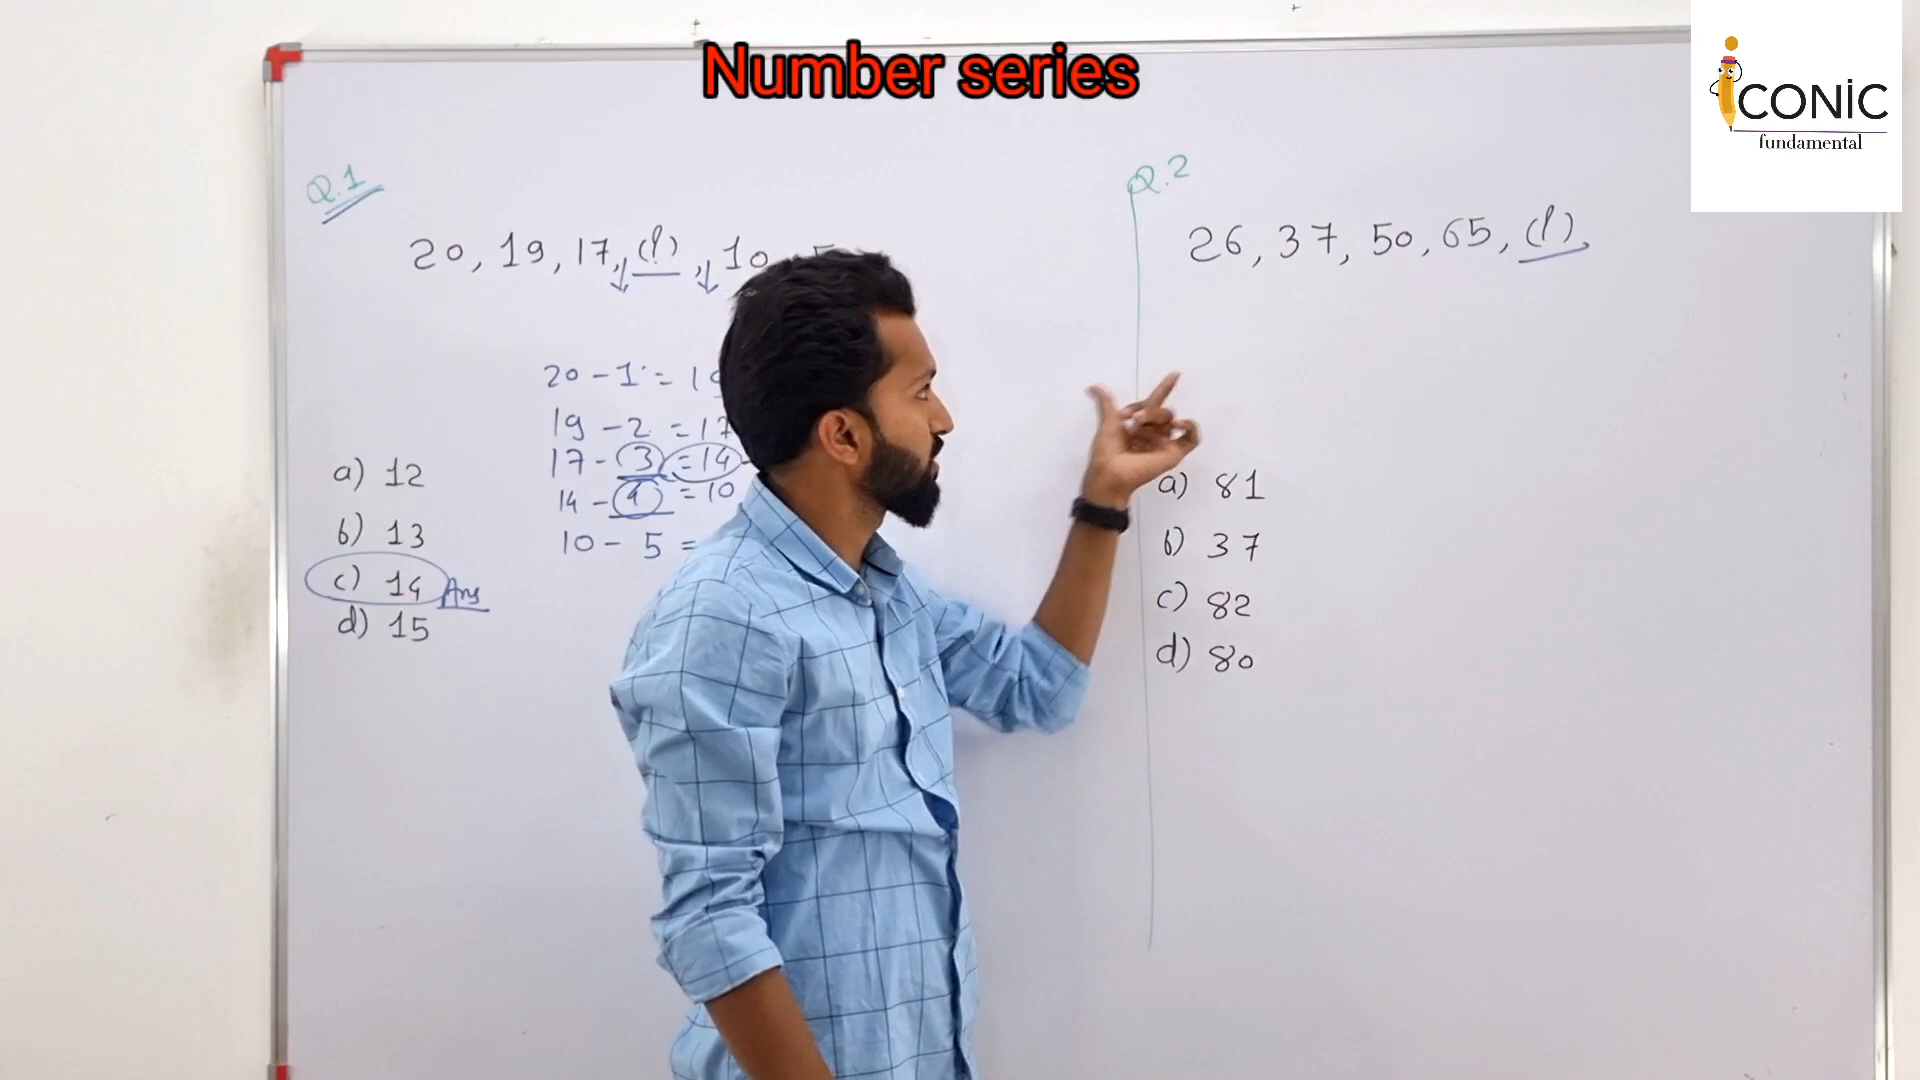 Number series
iCONiC
fundamental
Q.1
20, 19, 17, (?), 10
20 - 1 = 19
19 - 2 = 17
17 - 3 = 14
14 - 4 = 10
10 - 5 =
a) 12
b) 13
c) 14 Ans
d) 15
Q.2
26, 37, 50, 65, (?),
a) 81
b) 37
c) 82
d) 80